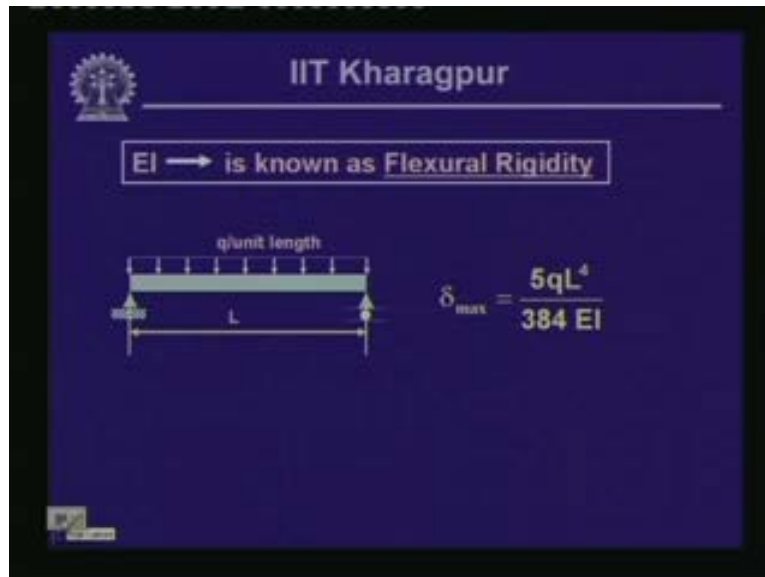 IIT Kharagpur
EI → is known as Flexural Rigidity
q/unit length
L
δmax = 5qL⁴ / 384 EI